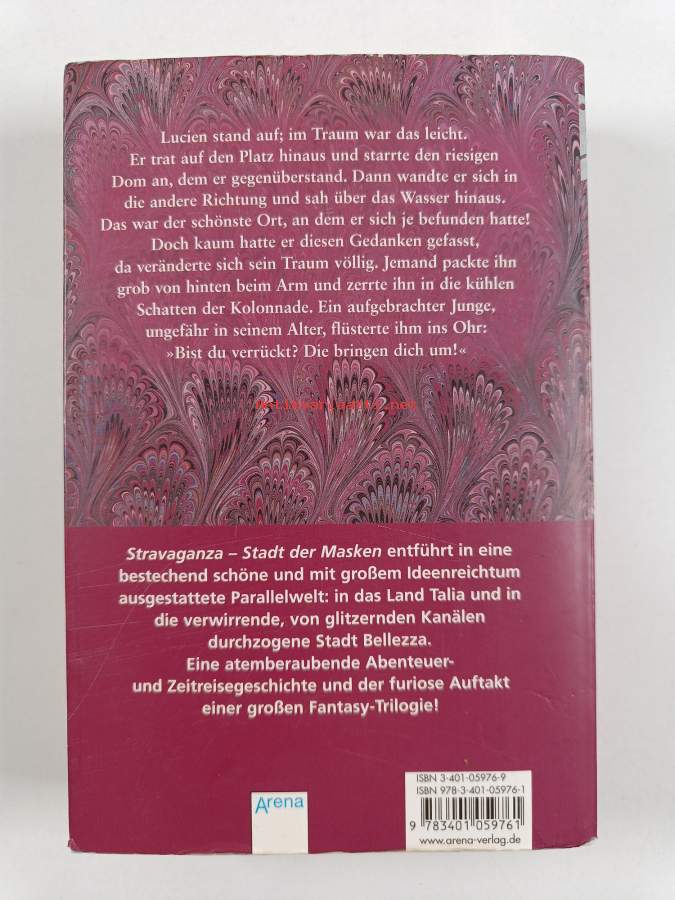 Lucien stand auf; im Traum war das leicht.
Er trat auf den Platz hinaus und starrte den riesigen
Dom an, dem er gegenüberstand. Dann wandte er sich in
die andere Richtung und sah über das Wasser hinaus.
Das war der schönste Ort, an dem er sich je befunden hatte!
Doch kaum hatte er diesen Gedanken gefasst,
da veränderte sich sein Traum völlig. Jemand packte ihn
grob von hinten beim Arm und zerrte ihn in die kühlen
Schatten der Kolonnade. Ein aufgebrachter Junge,
ungefähr in seinem Alter, flüsterte ihm ins Ohr:
»Bist du verrückt? Die bringen dich um!«
Stravaganza – Stadt der Masken entführt in eine
bestechend schöne und mit großem Ideenreichtum
ausgestattete Parallelwelt: in das Land Talia und in
die verwirrende, von glitzernden Kanälen
durchzogene Stadt Bellezza.
Eine atemberaubende Abenteuer-
und Zeitreisegeschichte und der furiose Auftakt
einer großen Fantasy-Trilogie!
Arena
ISBN 3-401-05976-9
ISBN 978-3-401-05976-1
9 783401 059761
www.arena-verlag.de